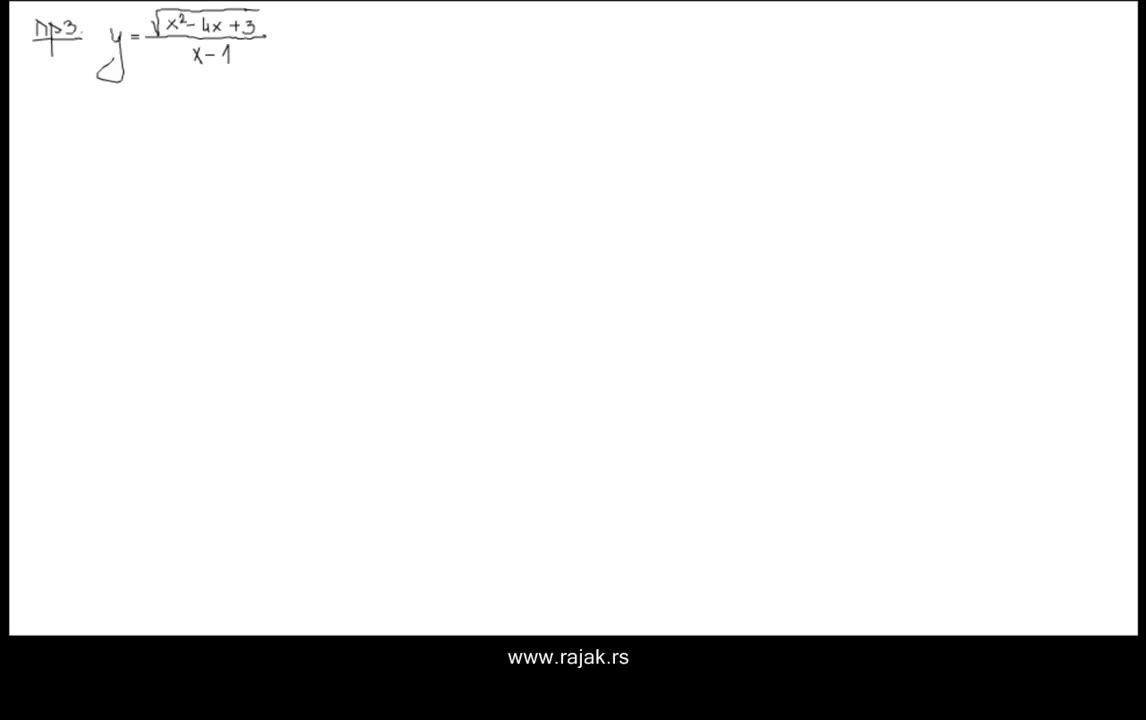 Пр3. y = √(x² - 4x + 3) / (x - 1)
www.rajak.rs